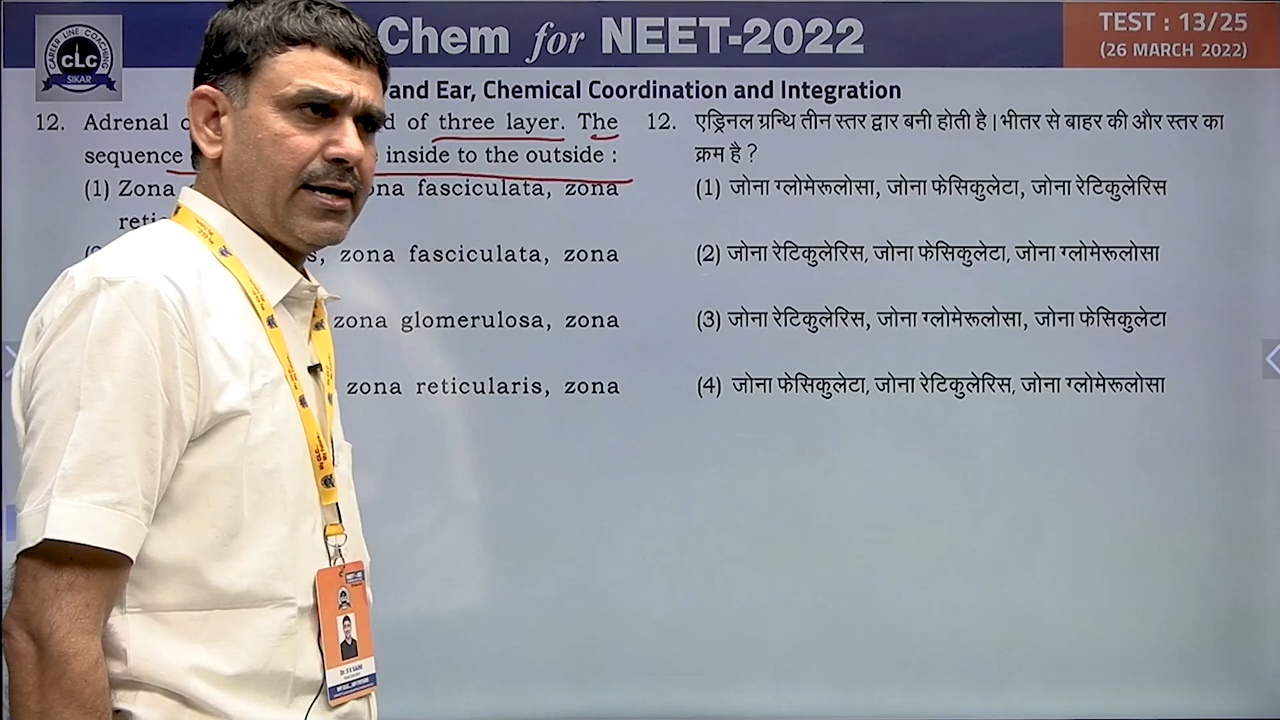 Chem for NEET-2022
TEST : 13/25
(26 MARCH 2022)
CAREER LINE COACHING
CLC
SIKAR
and Ear, Chemical Coordination and Integration
12. Adrenal d of three layer. The
sequence inside to the outside :
(1) Zona na fasciculata, zona
s, zona fasciculata, zona
zona glomerulosa, zona
zona reticularis, zona
12. एड्रिनल ग्रन्थि तीन स्तर द्वार बनी होती है। भीतर से बाहर की और स्तर का
क्रम है ?
(1) जोना ग्लोमेरूलोसा, जोना फेसिकुलेटा, जोना रेटिकुलेरिस
(2) जोना रेटिकुलेरिस, जोना फेसिकुलेटा, जोना ग्लोमेरूलोसा
(3) जोना रेटिकुलेरिस, जोना ग्लोमेरूलोसा, जोना फेसिकुलेटा
(4) जोना फेसिकुलेटा, जोना रेटिकुलेरिस, जोना ग्लोमेरूलोसा
Dr. S K SAINI